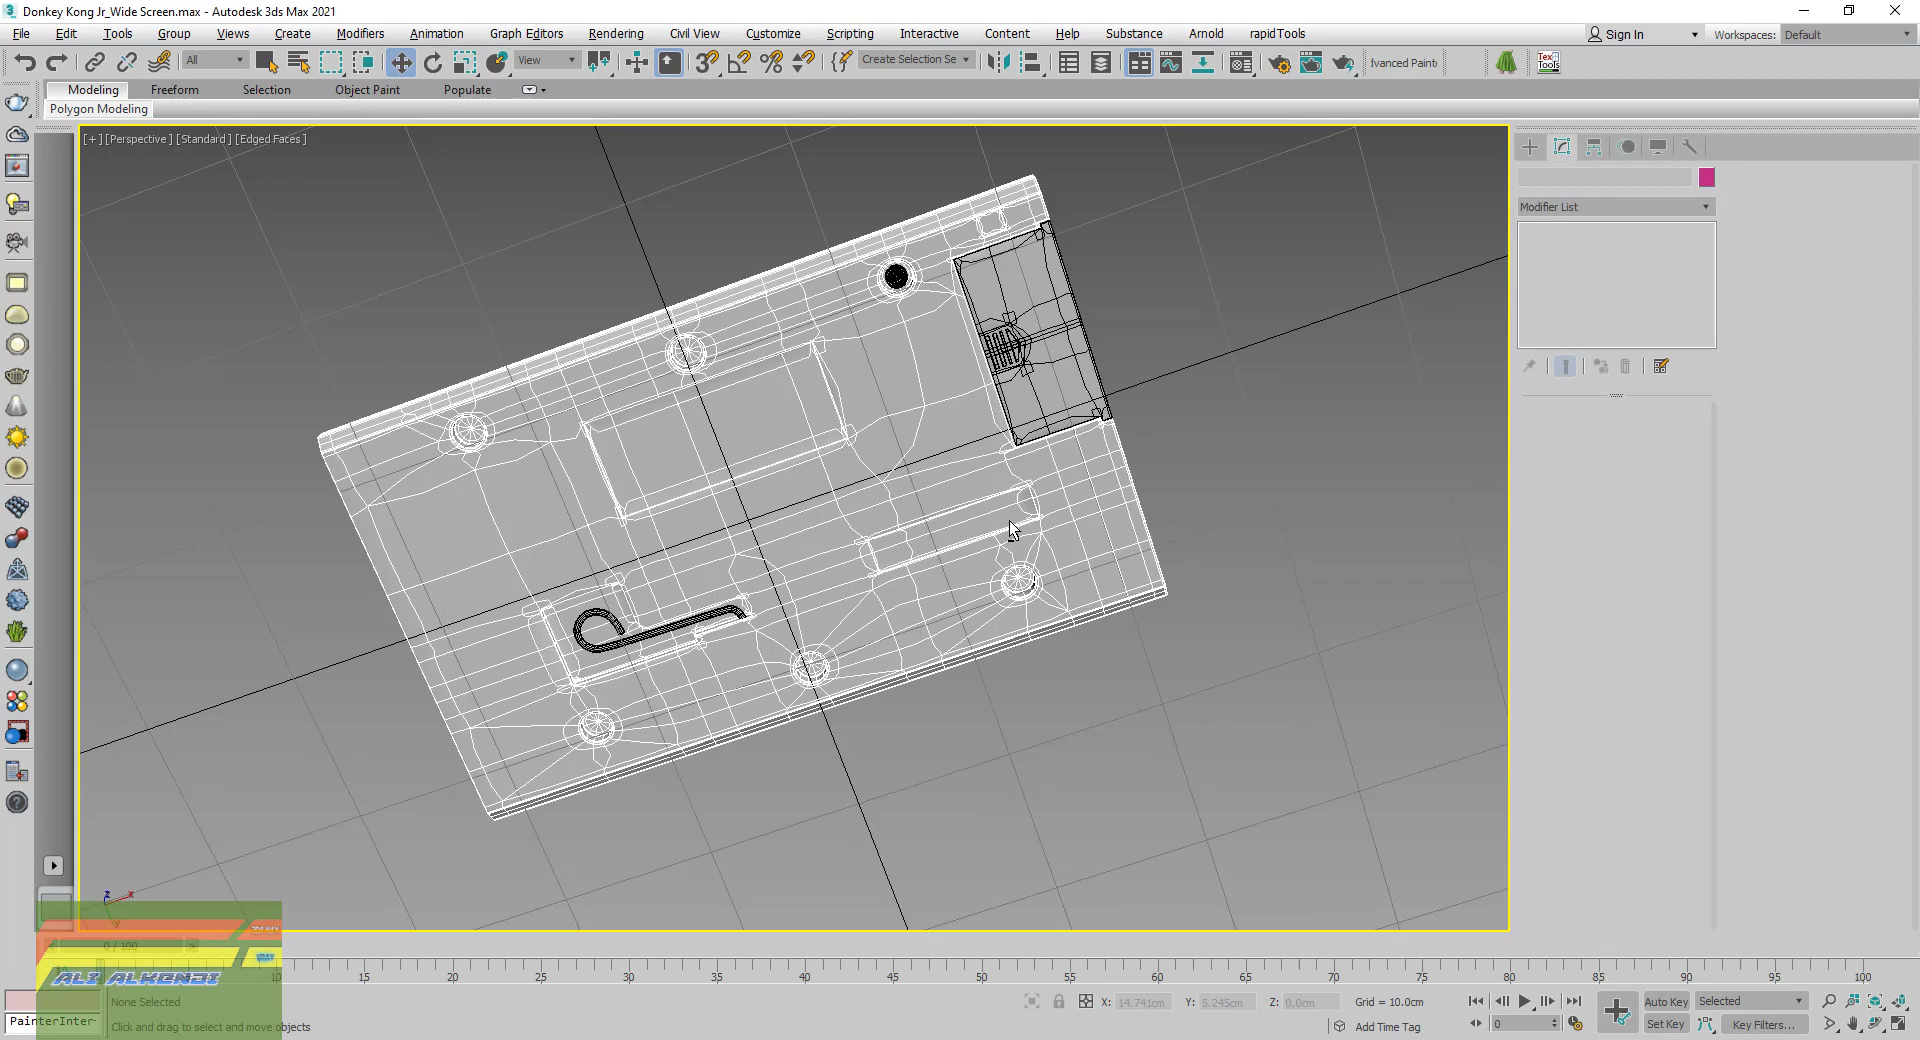 Donkey Kong Jr_Wide Screen.max - Autodesk 3ds Max 2021
File Edit Tools Group Views Create Modifiers Animation Graph Editors Rendering Civil View Customize Scripting Interactive Content Help Substance Arnold rapidTools Sign In Workspaces: Default
All View Create Selection Se lvanced Painti TexTools
Modeling Freeform Selection Object Paint Populate
Polygon Modeling
[+] [Perspective ] [Standard ] [Edged Faces ]
Modifier List
z x
0 / 100
ALI ALKENDI
10 15 20 25 30 35 40 45 50 55 60 65 70 75 80 85 90 95 100
None Selected X: 14.741cm Y: 5.245cm Z: 0.0cm Grid = 10.0cm Auto Key Selected
PainterInter Click and drag to select and move objects Add Time Tag 0 Set Key Key Filters...